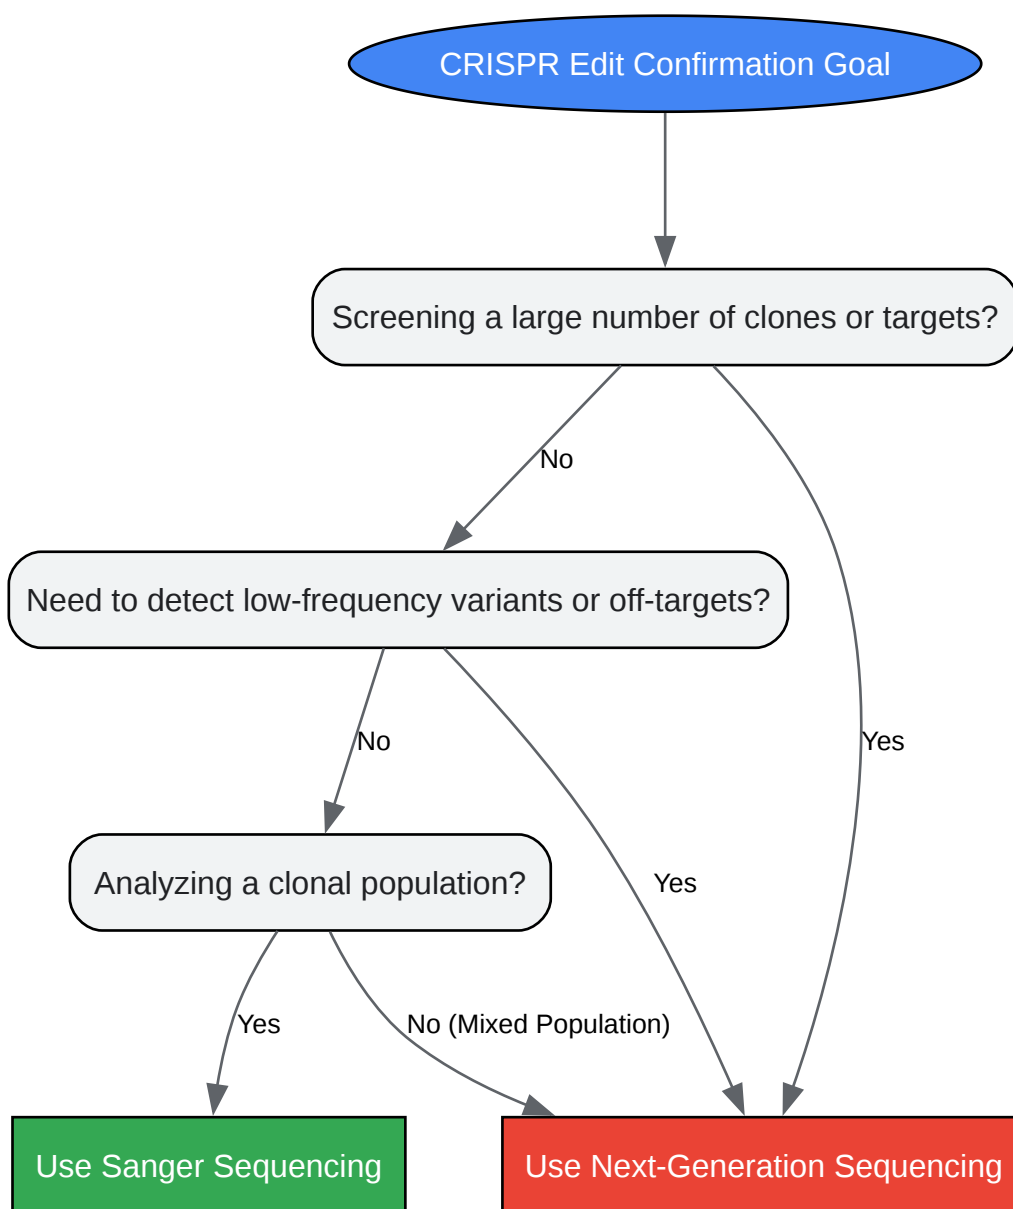 CRISPR Edit Confirmation Goal
Screening a large number of clones or targets?
No
Need to detect low-frequency variants or off-targets?
No
Yes
Analyzing a clonal population?
Yes
Yes
No (Mixed Population)
Use Sanger Sequencing
Use Next-Generation Sequencing